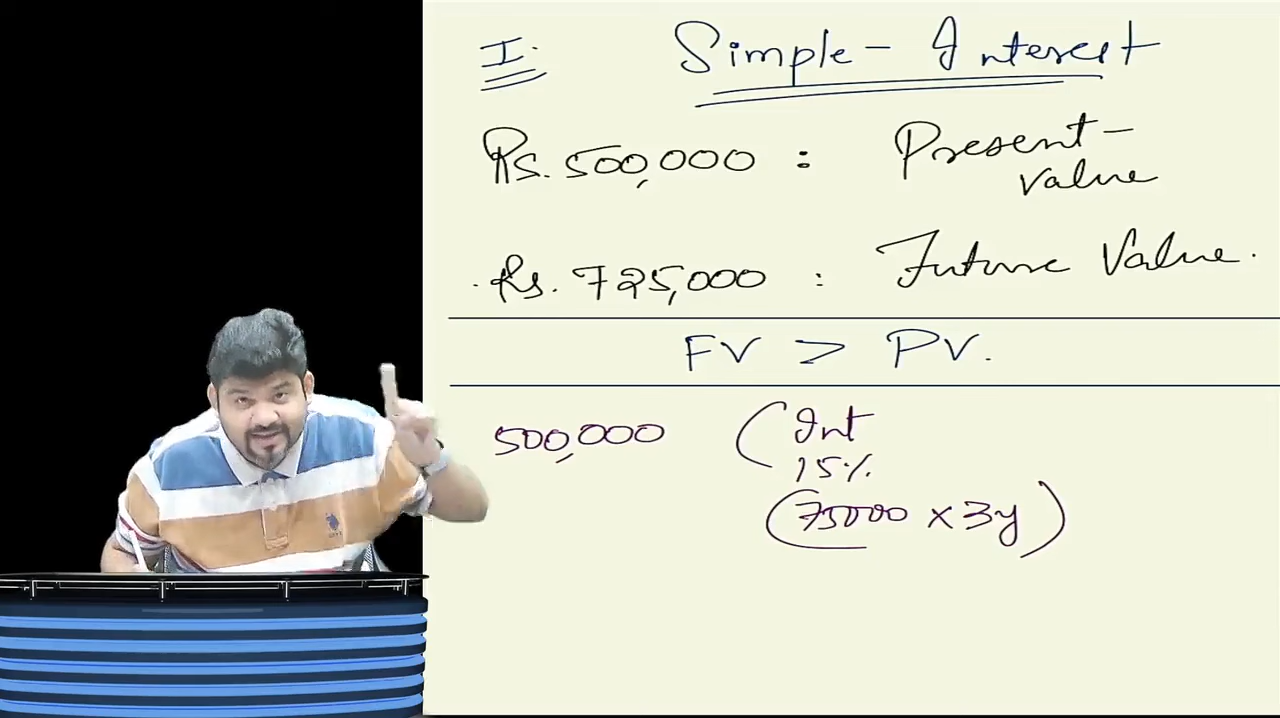 I.
Simple-Interest
Rs. 500,000 : Present-
value
Rs. 725,000 : Future Value.
FV > PV.
500,000 (Int
15%
(75000 x 3y)